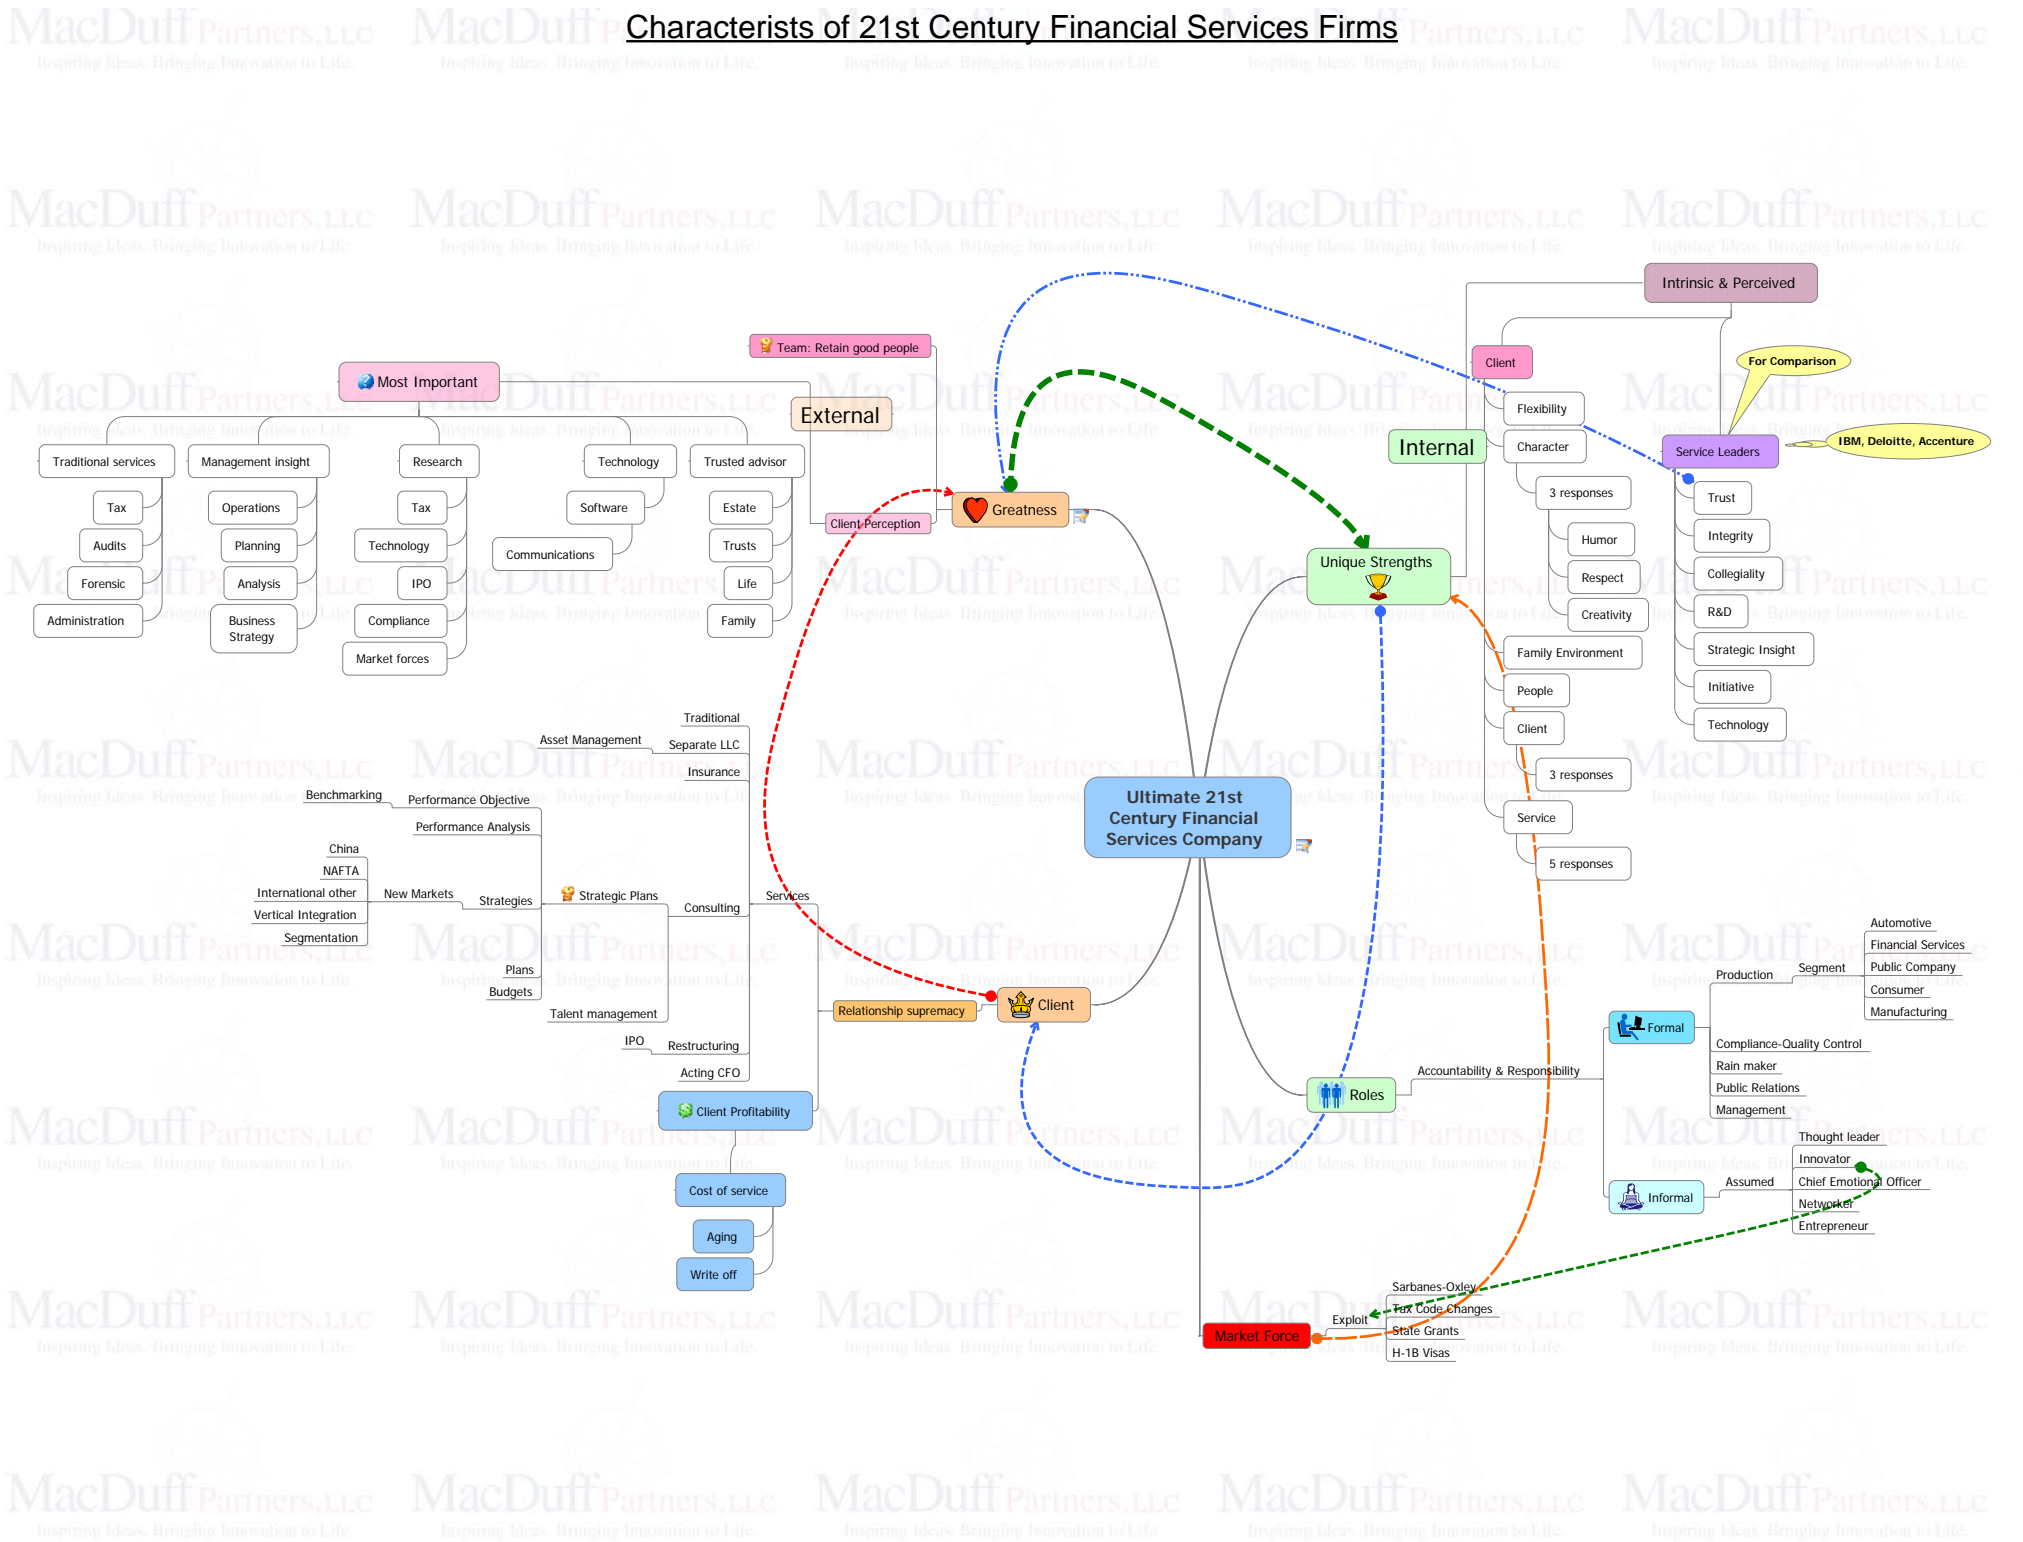 Characterists of 21st Century Financial Services Firms
MacDuff Partners, LLC
Inspiring Ideas. Bringing Innovation to Life.
Intrinsic & Perceived
Client
Flexibility
Character
3 responses
Humor
Respect
Creativity
Family Environment
People
Client
3 responses
Service
5 responses
For Comparison
IBM, Deloitte, Accenture
Service Leaders
Trust
Integrity
Collegiality
R&D
Strategic Insight
Initiative
Technology
Internal
Unique Strengths
Team: Retain good people
External
Client Perception
Greatness
Most Important
Traditional services
Tax
Audits
Forensic
Administration
Management insight
Operations
Planning
Analysis
Business
Strategy
Research
Tax
Technology
IPO
Compliance
Market forces
Technology
Software
Communications
Trusted advisor
Estate
Trusts
Life
Family
Ultimate 21st
Century Financial
Services Company
Traditional
Asset Management
Separate LLC
Insurance
Benchmarking
Performance Objective
Performance Analysis
China
NAFTA
International other
Vertical Integration
Segmentation
New Markets
Strategies
Strategic Plans
Plans
Budgets
Talent management
Consulting
Services
IPO
Restructuring
Acting CFO
Relationship supremacy
Client
Client Profitability
Cost of service
Aging
Write off
Roles
Accountability & Responsibility
Formal
Production
Segment
Automotive
Financial Services
Public Company
Consumer
Manufacturing
Compliance-Quality Control
Rain maker
Public Relations
Management
Informal
Assumed
Thought leader
Innovator
Chief Emotional Officer
Networker
Entrepreneur
Market Force
Exploit
Sarbanes-Oxley
Tax Code Changes
State Grants
H-1B Visas